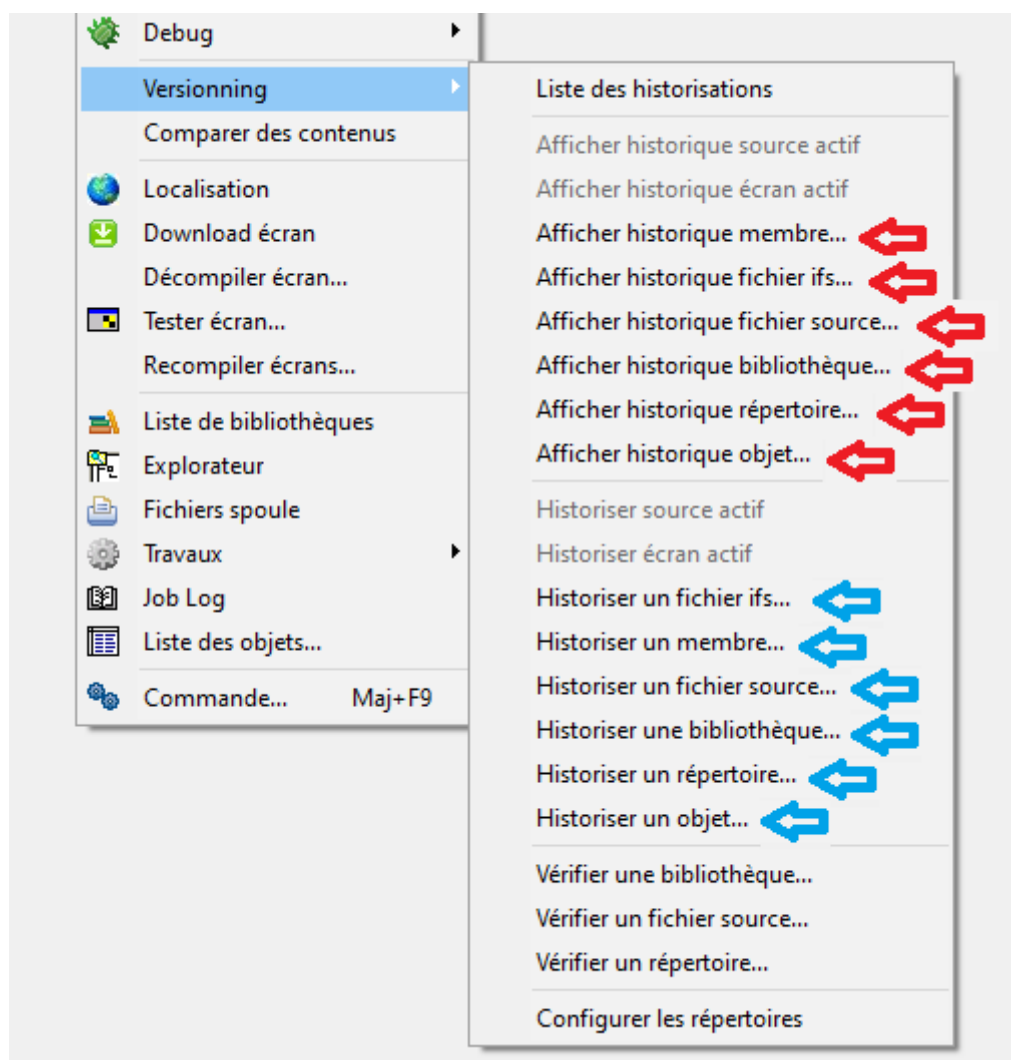 Debug
Versionning
Comparer des contenus
Localisation
Download écran
Décompiler écran...
Tester écran...
Recompiler écrans...
Liste de bibliothèques
Explorateur
Fichiers spoule
Travaux
Job Log
Liste des objets...
Commande... Maj+F9
Liste des historisations
Afficher historique source actif
Afficher historique écran actif
Afficher historique membre...
Afficher historique fichier ifs...
Afficher historique fichier source...
Afficher historique bibliothèque...
Afficher historique répertoire...
Afficher historique objet...
Historiser source actif
Historiser écran actif
Historiser un fichier ifs...
Historiser un membre...
Historiser un fichier source...
Historiser une bibliothèque...
Historiser un répertoire...
Historiser un objet...
Vérifier une bibliothèque...
Vérifier un fichier source...
Vérifier un répertoire...
Configurer les répertoires